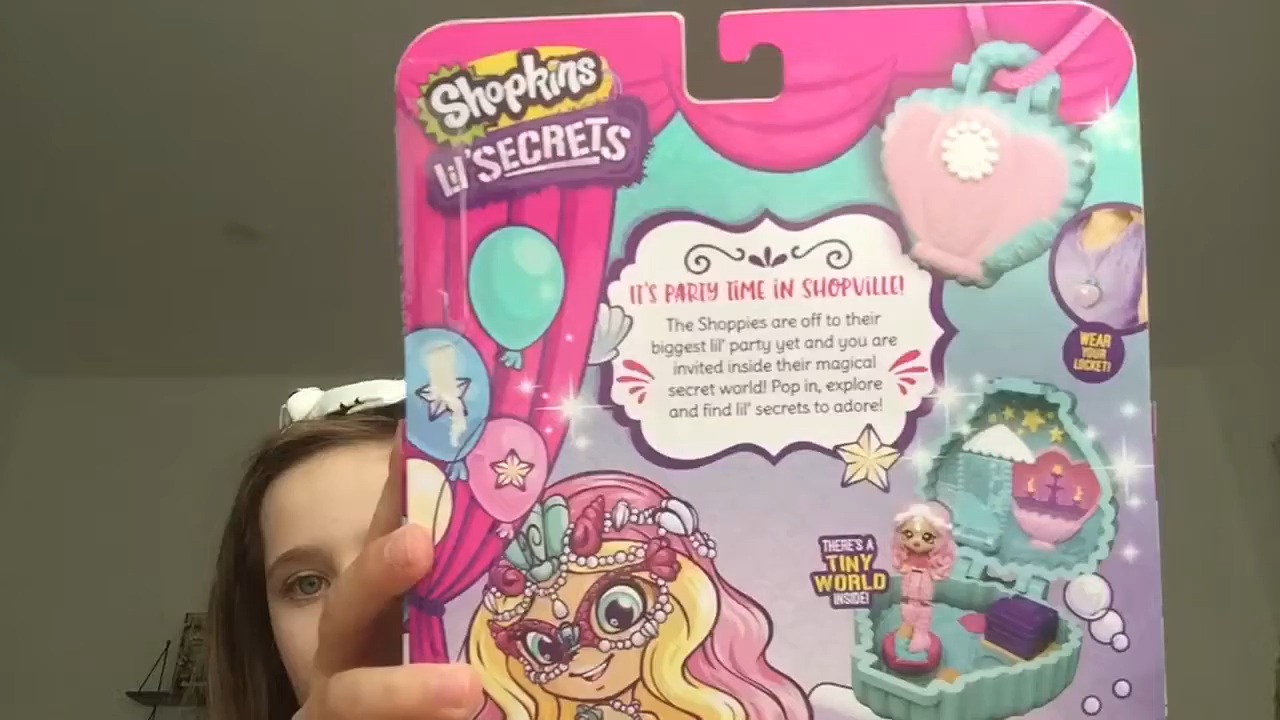 Shopkins
Lil' SECRETS
IT'S PARTY TIME IN SHOPVILLE!
The Shoppies are off to their
biggest lil' party yet and you are
invited inside their magical
secret world! Pop in, explore
and find lil' secrets to adore!
WEAR
YOUR
LOCKET!
THERE'S A
TINY
WORLD
INSIDE!